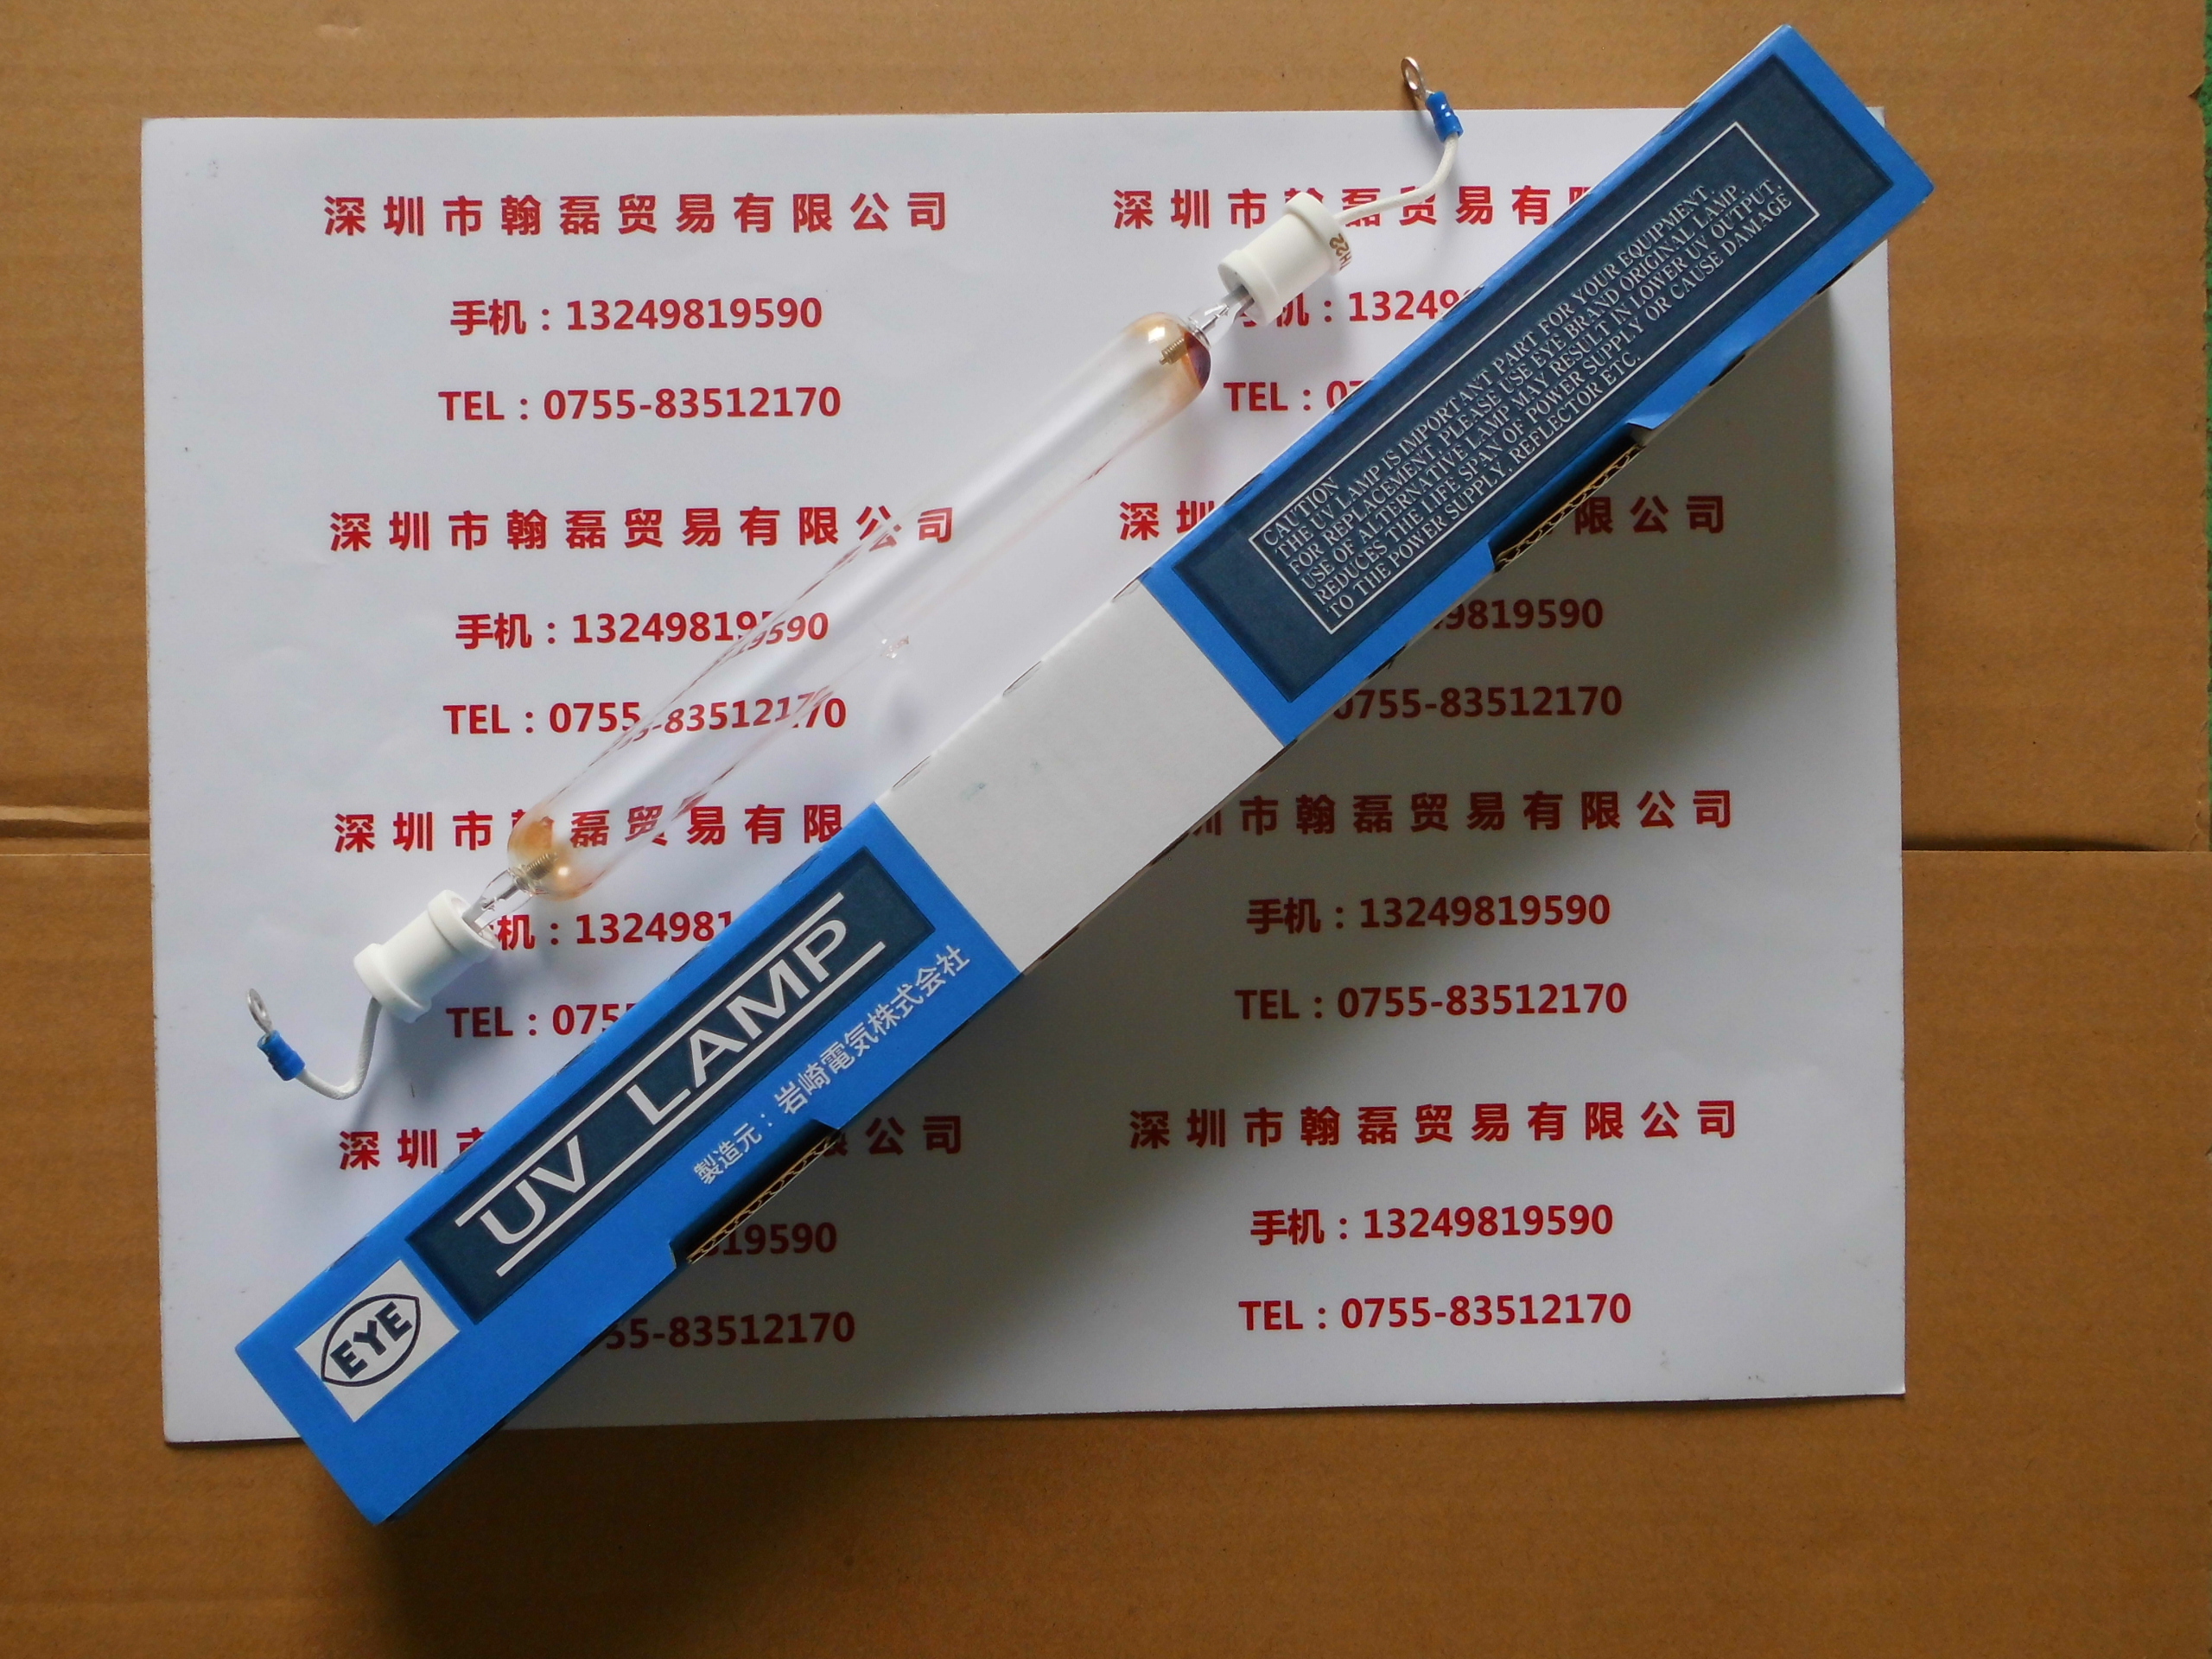 深圳市翰磊贸易有限公司
手机：13249819590
TEL：0755-83512170
深圳市翰磊贸易有
手机：13249
TEL：07
深圳市翰磊贸易有限公司
手机：13249819590
TEL：0755-83512170
深圳
限公司
9819590
0755-83512170
深圳市翰磊贸易有限
机：1324981
TEL：075
市翰磊贸易有限公司
手机：13249819590
TEL：0755-83512170
深圳市
限公司
19590
55-83512170
深圳市翰磊贸易有限公司
手机：13249819590
TEL：0755-83512170
CAUTION
THE UV LAMP IS IMPORTANT PART FOR YOUR EQUIPMENT.
FOR REPLACEMENT, PLEASE USE EYE BRAND ORIGINAL LAMP.
USE OF ALTERNATIVE LAMP MAY RESULT IN LOWER UV OUTPUT,
REDUCES THE LIFE SPAN OF POWER SUPPLY OR CAUSE DAMAGE
TO THE POWER SUPPLY, REFLECTOR ETC.
UV LAMP
製造元：岩崎電気株式会社
EYE